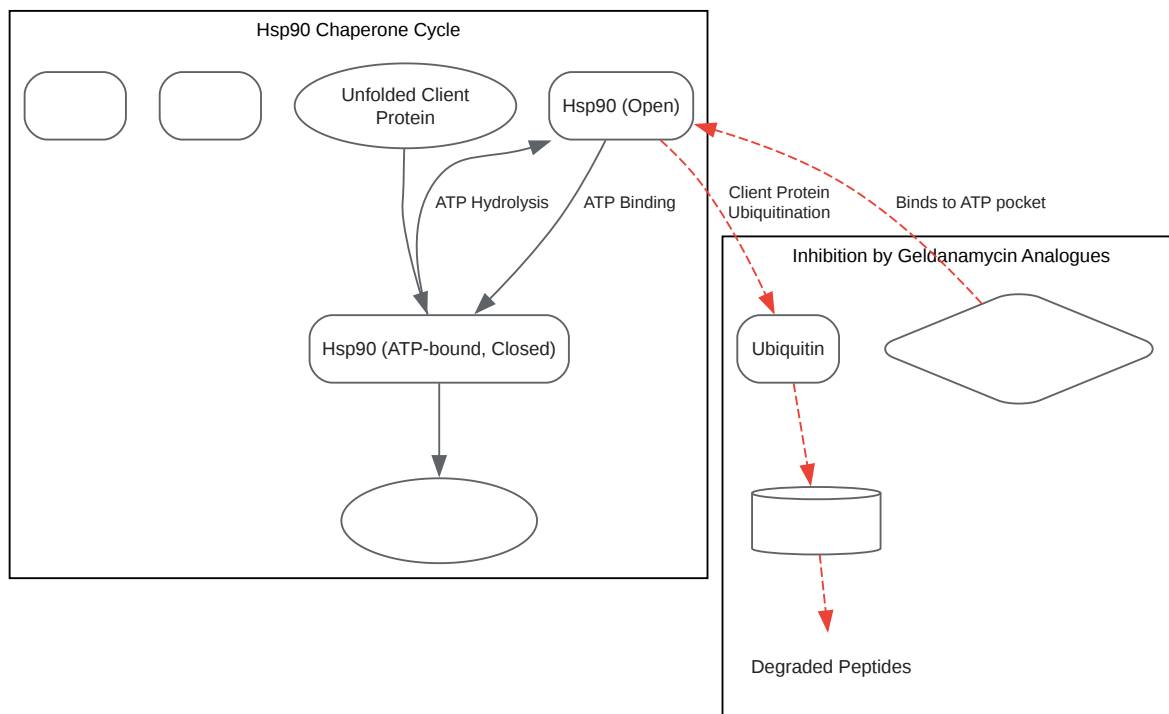 Hsp90 Chaperone Cycle
Unfolded Client
Protein
Hsp90 (Open)
ATP Hydrolysis
ATP Binding
Client Protein
Ubiquitination
Binds to ATP pocket
Inhibition by Geldanamycin Analogues
Hsp90 (ATP-bound, Closed)
Ubiquitin
Degraded Peptides